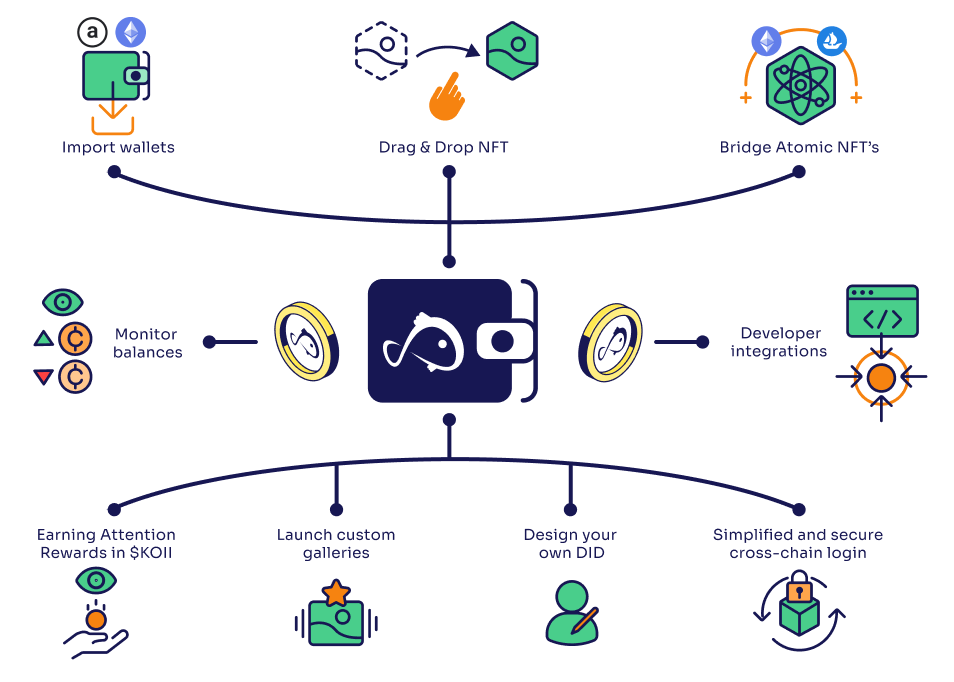 a
Import wallets
Drag & Drop NFT
Bridge Atomic NFT's
Monitor
balances
Developer
integrations
</>
Earning Attention
Rewards in $KOII
Launch custom
galleries
Design your
own DID
Simplified and secure
cross-chain login